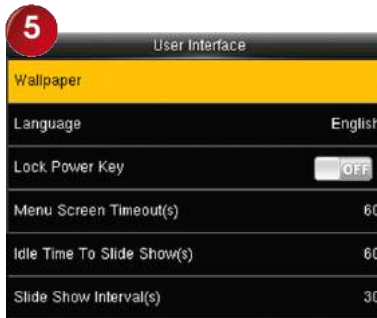 5
User Interface
Wallpaper
Language English
Lock Power Key OFF
Menu Screen Timeout(s) 60
Idle Time To Slide Show(s) 60
Slide Show Interval(s) 30